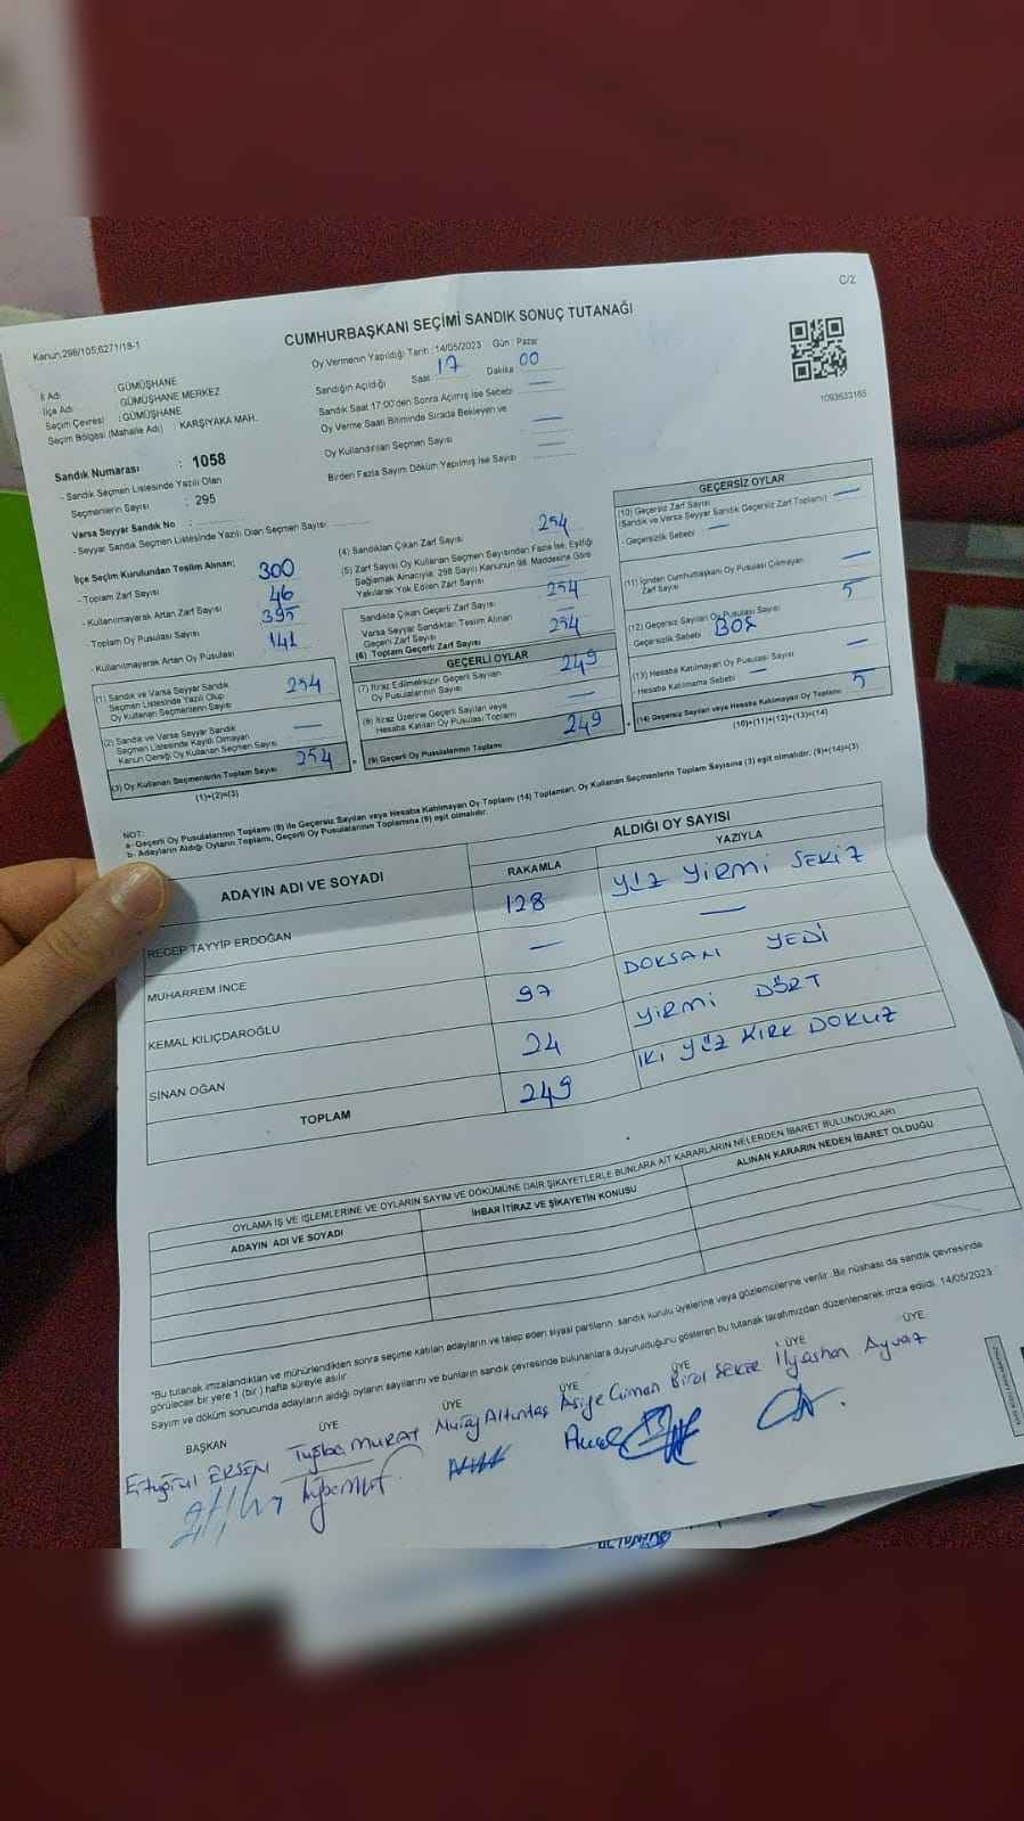 C/2
Kanun:298/105;6271/19-1
CUMHURBAŞKANI SEÇİMİ SANDIK SONUÇ TUTANAĞI
Oy Vermenin Yapıldığı Tarih : 14/05/2023 Gün : Pazar
İl Adı : GÜMÜŞHANE
İlçe Adı : GÜMÜŞHANE MERKEZ
Seçim Çevresi : GÜMÜŞHANE
Seçim Bölgesi (Mahalle Adı) : KARŞIYAKA MAH.
Sandığın Açıldığı Saat 17 Dakika 00
Sandık Saat 17:00'den Sonra Açılmış İse Sebebi —
Oy Verme Saati Bitiminde Sırada Bekleyen ve
Oy Kullandırılan Seçmen Sayısı —
Birden Fazla Sayım Döküm Yapılmış İse Sayısı —
1093633165
Sandık Numarası : 1058
- Sandık Seçmen Listesinde Yazılı Olan
Seçmenlerin Sayısı : 295
Varsa Seyyar Sandık No :
- Seyyar Sandık Seçmen Listesinde Yazılı Olan Seçmen Sayısı
İlçe Seçim Kurulundan Teslim Alınan;
- Toplam Zarf Sayısı 300
- Kullanılmayarak Artan Zarf Sayısı 46
- Toplam Oy Pusulası Sayısı 395
- Kullanılmayarak Artan Oy Pusulası 141
(1) Sandık ve Varsa Seyyar Sandık
Seçmen Listesinde Yazılı Olup
Oy Kullanan Seçmenlerin Sayısı 254
(2) Sandık ve Varsa Seyyar Sandık
Seçmen Listesinde Kayıtlı Olmayan
Kanun Gereği Oy Kullanan Seçmen Sayısı —
(3) Oy Kullanan Seçmenlerin Toplam Sayısı 254
(1)+(2)=(3)
(4) Sandıktan Çıkan Zarf Sayısı 254
(5) Zarf Sayısı Oy Kullanan Seçmen Sayısından Fazla İse, Eşitliği
Sağlamak Amacıyla, 298 Sayılı Kanunun 98. Maddesine Göre
Yakılarak Yok Edilen Zarf Sayısı
Sandıkta Çıkan Geçerli Zarf Sayısı 254
Varsa Seyyar Sandıktan Teslim Alınan
Geçerli Zarf Sayısı —
(6) Toplam Geçerli Zarf Sayısı 254
GEÇERLİ OYLAR
(7) İtiraz Edilmeksizin Geçerli Sayılan
Oy Pusulalarının Sayısı 249
(8) İtiraz Üzerine Geçerli Sayılan veya
Hesaba Katılan Oy Pusulası Toplamı —
(9) Geçerli Oy Pusulalarının Toplamı 249
GEÇERSİZ OYLAR
(10) Geçersiz Zarf Sayısı
(Sandık ve Varsa Seyyar Sandık Geçersiz Zarf Toplamı) —
- Geçersizlik Sebebi —
(11) İçinden Cumhurbaşkanı Oy Pusulası Çıkmayan
Zarf Sayısı —
(12) Geçersiz Sayılan Oy Pusulası Sayısı 5
Geçersizlik Sebebi BOŞ
(13) Hesaba Katılmayan Oy Pusulası Sayısı —
Hesaba Katılmama Sebebi —
(14) Geçersiz Sayılan veya Hesaba Katılmayan Oy Toplamı 5
(10)+(11)+(12)+(13)=(14)
NOT:
a- Geçerli Oy Pusulalarının Toplamı (9) ile Geçersiz Sayılan veya Hesaba Katılmayan Oy Toplamı (14) Toplamları, Oy Kullanan Seçmenlerin Toplam Sayısına (3) eşit olmalıdır. (9)+(14)=(3)
b- Adayların Aldığı Oyların Toplamı, Geçerli Oy Pusulalarının Toplamına (9) eşit olmalıdır.
ADAYIN ADI VE SOYADI
ALDIĞI OY SAYISI
RAKAMLA YAZIYLA
RECEP TAYYİP ERDOĞAN 128 YÜZ YİRMİ SEKİZ
MUHARREM İNCE — —
KEMAL KILIÇDAROĞLU 97 DOKSAN YEDİ
SİNAN OĞAN 24 YİRMİ DÖRT
TOPLAM 249 İKİ YÜZ KIRK DOKUZ
OYLAMA İŞ VE İŞLEMLERİNE VE OYLARIN SAYIM VE DÖKÜMÜNE DAİR ŞİKAYETLERLE BUNLARA AİT KARARLARIN NELERDEN İBARET BULUNDUKLARI
ADAYIN ADI VE SOYADI
İHBAR İTİRAZ VE ŞİKAYETİN KONUSU
ALINAN KARARIN NEDEN İBARET OLDUĞU
"Bu tutanak imzalandıktan ve mühürlendikten sonra seçime katılan adayların ve talep eden siyasi partilerin sandık kurulu üyelerine veya gözlemcilerine verilir. Bir nüshası da sandık çevresinde
görülecek bir yere 1 (bir) hafta süreyle asılır.
Sayım ve döküm sonucunda adayların aldığı oyların sayılarını ve bunların sandık çevresinde bulunanlara duyurulduğunu gösteren bu tutanak tarafımızdan düzenlenerek imza edildi. 14/05/2023
BAŞKAN ÜYE ÜYE ÜYE ÜYE ÜYE ÜYE
Ertuğrul ERSEN Tuğba MURAT Muray Altuntaş Asiye Ciman Birol ŞEKER İlyashan Ayvaz